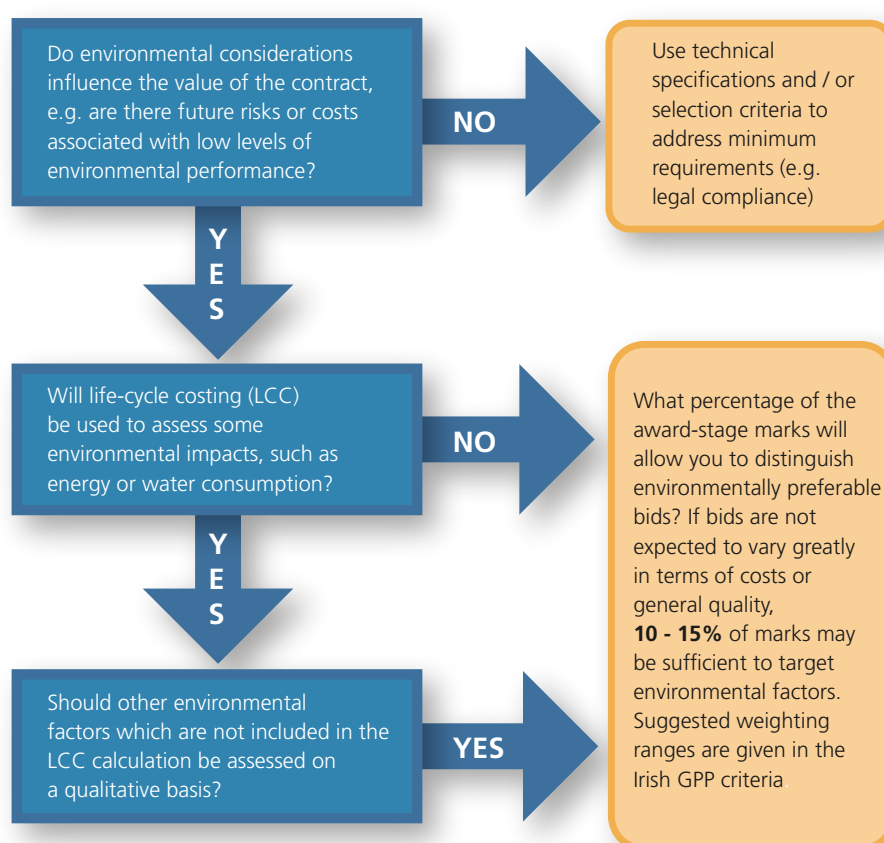 Do environmental considerations
influence the value of the contract,
e.g. are there future risks or costs
associated with low levels of
environmental performance?
NO
Use technical
specifications and / or
selection criteria to
address minimum
requirements (e.g.
legal compliance)
Y
E
S
Will life-cycle costing (LCC)
be used to assess some
environmental impacts, such as
energy or water consumption?
NO
What percentage of the
award-stage marks will
allow you to distinguish
environmentally preferable
bids? If bids are not
expected to vary greatly
in terms of costs or
general quality,
10 - 15% of marks may
be sufficient to target
environmental factors.
Suggested weighting
ranges are given in the
Irish GPP criteria.
Y
E
S
Should other environmental
factors which are not included in the
LCC calculation be assessed on
a qualitative basis?
YES